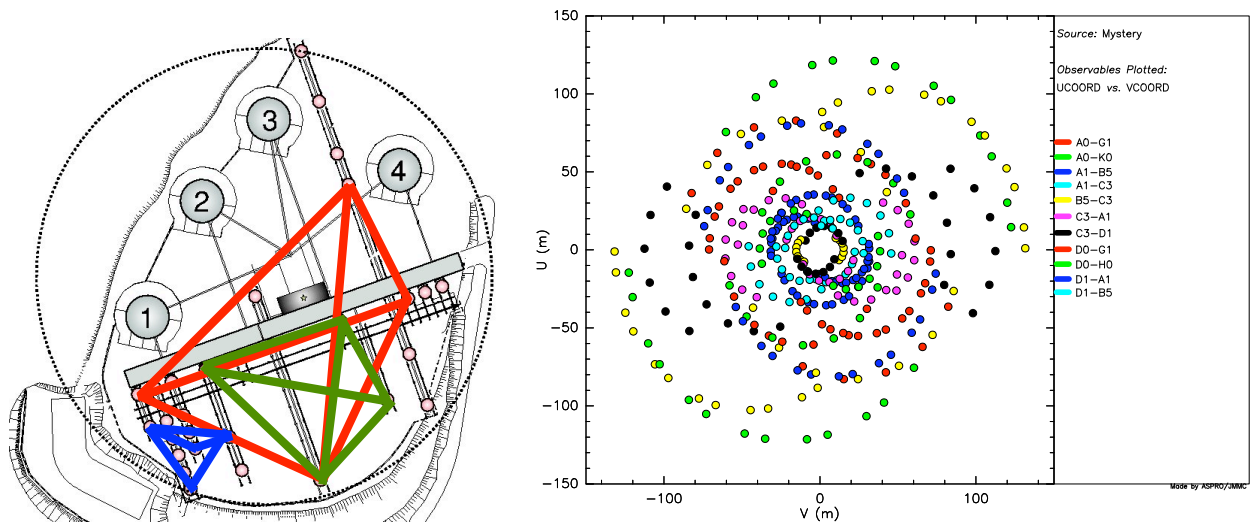 3
4
2
1
150
100
50
0
−50
−100
−150
−100
0
100
U (m)
V (m)
Source: Mystery
Observables Plotted:
UCOORD vs. VCOORD
A0−G1
A0−K0
A1−B5
A1−C3
B5−C3
C3−A1
C3−D1
D0−G1
D0−H0
D1−A1
D1−B5
Made by ASPRO/JMMC